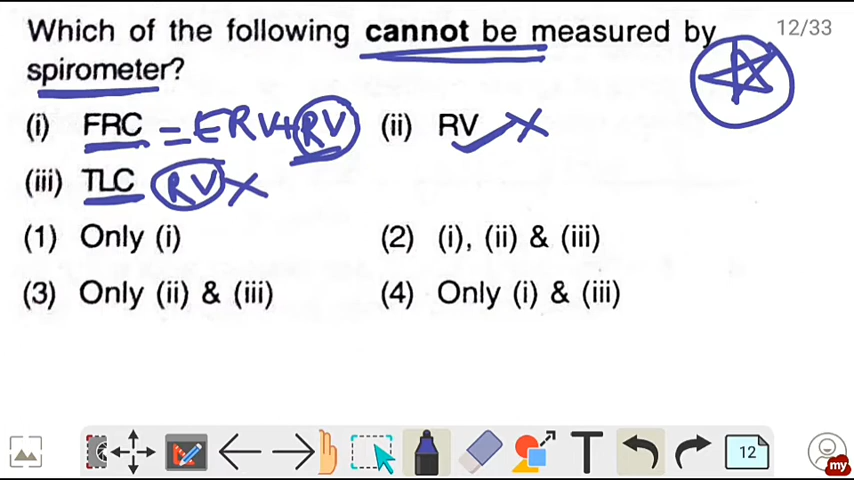 Which of the following cannot be measured by
12/33
spirometer?
(i) FRC = ERV+RV (ii) RV
(iii) TLC RV
(1) Only (i) (2) (i), (ii) & (iii)
(3) Only (ii) & (iii) (4) Only (i) & (iii)
T 12 my